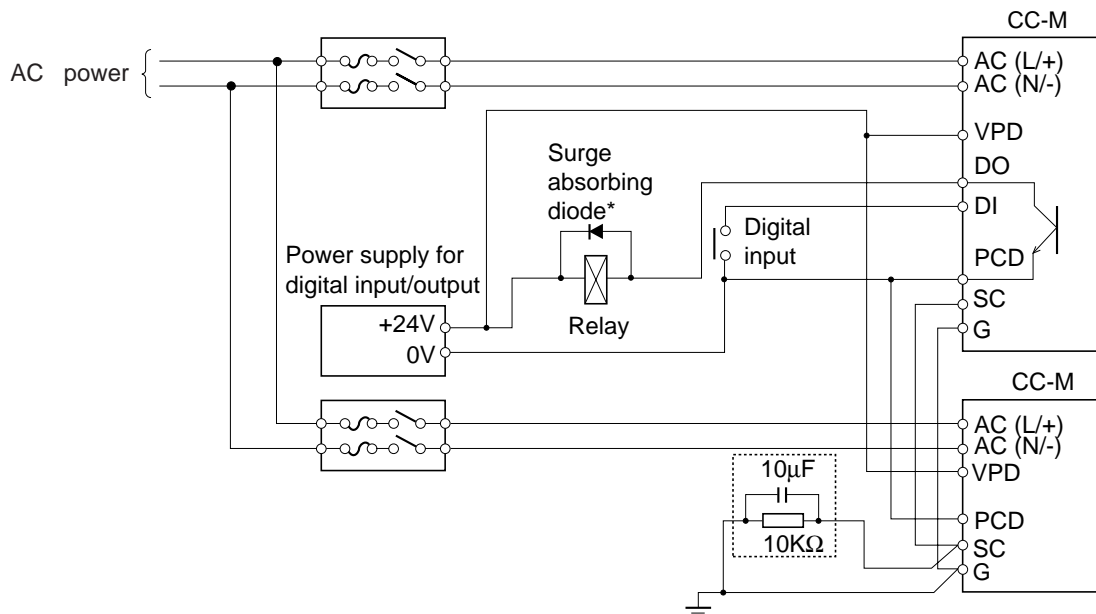 CC-M
AC power
AC (L/+)
AC (N/-)
VPD
DO
DI
PCD
SC
G
Surge
absorbing
diode*
Digital
input
Power supply for
digital input/output
+24V
0V
Relay
CC-M
AC (L/+)
AC (N/-)
VPD
PCD
SC
G
10μF
10KΩ